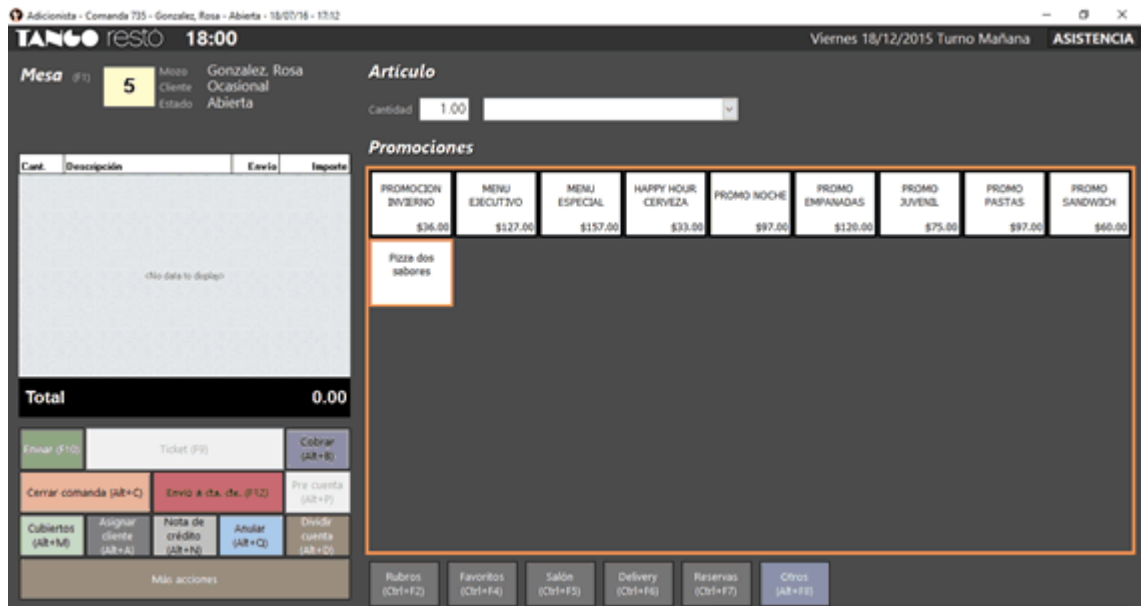 Adicionista - Comanda 735 - Gonzalez, Rosa - Abierta - 18/07/16 - 17:12
TANGO restó 18:00 Viernes 18/12/2015 Turno Mañana ASISTENCIA
Mesa (F1) 5
Mozo Gonzalez, Rosa
Cliente Ocasional
Estado Abierta
Artículo
Cantidad 1.00
Promociones
Cant. Descripción Envío Importe
<No data to display>
Total 0.00
PROMOCION INVIERNO
$36.00
MENU EJECUTIVO
$127.00
MENU ESPECIAL
$157.00
HAPPY HOUR CERVEZA
$33.00
PROMO NOCHE
$97.00
PROMO EMPANADAS
$120.00
PROMO JUVENIL
$75.00
PROMO PASTAS
$97.00
PROMO SANDWICH
$60.00
Pizza dos sabores
Enviar (F10)
Ticket (F9)
Cobrar (Alt+B)
Cerrar comanda (Alt+C)
Envío a cta. cte. (F12)
Pre cuenta (Alt+P)
Cubiertos (Alt+M)
Asignar cliente (Alt+A)
Nota de crédito (Alt+N)
Anular (Alt+Q)
Dividir cuenta (Alt+D)
Más acciones
Rubros (Ctrl+F2)
Favoritos (Ctrl+F4)
Salón (Ctrl+F5)
Delivery (Ctrl+F6)
Reservas (Ctrl+F7)
Otros (Alt+F8)